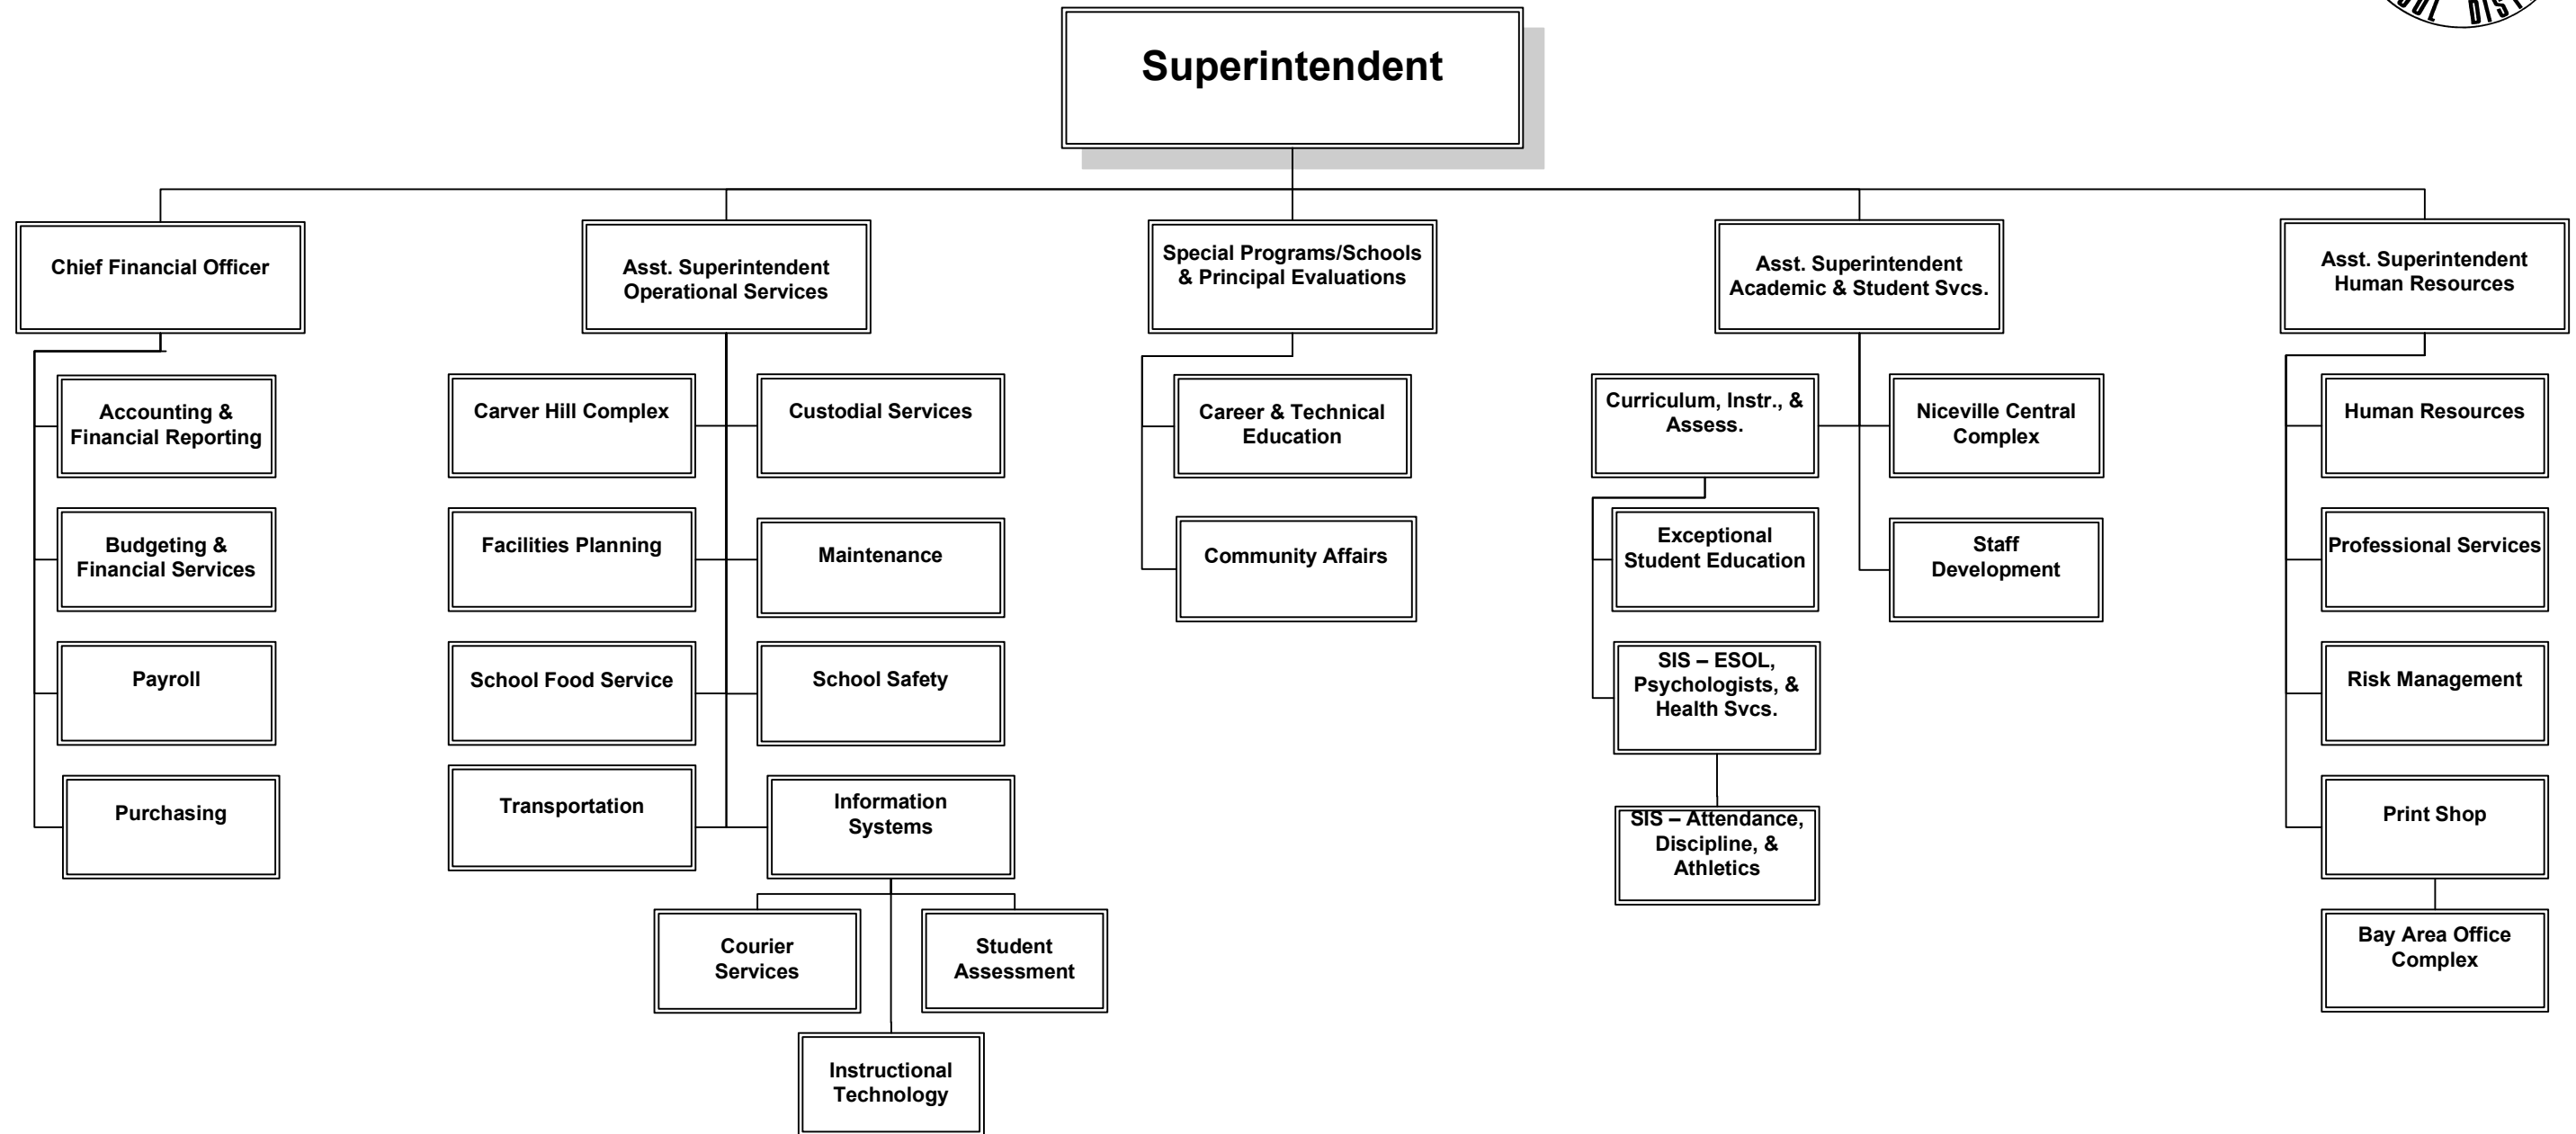 Superintendent
Chief Financial Officer
Asst. Superintendent
Operational Services
Special Programs/Schools
& Principal Evaluations
Asst. Superintendent
Academic & Student Svcs.
Asst. Superintendent
Human Resources
Accounting &
Financial Reporting
Budgeting &
Financial Services
Payroll
Purchasing
Carver Hill Complex
Custodial Services
Facilities Planning
Maintenance
School Food Service
School Safety
Transportation
Information
Systems
Courier
Services
Student
Assessment
Instructional
Technology
Career & Technical
Education
Community Affairs
Curriculum, Instr., &
Assess.
Niceville Central
Complex
Exceptional
Student Education
Staff
Development
SIS – ESOL,
Psychologists, &
Health Svcs.
SIS – Attendance,
Discipline, &
Athletics
Human Resources
Professional Services
Risk Management
Print Shop
Bay Area Office
Complex